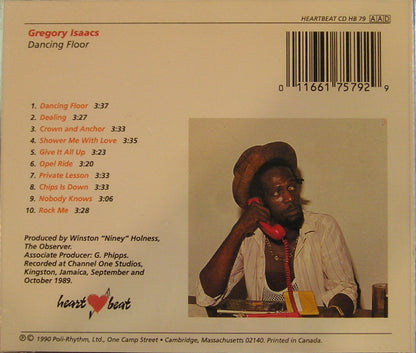 Gregory Isaacs
Dancing Floor
HEARTBEAT CD HB 79 AAD
0 11661 75792 9
1. Dancing Floor 3:37
2. Dealing 3:27
3. Crown and Anchor 3:33
4. Shower Me With Love 3:35
5. Give It All Up 3:23
6. Opel Ride 3:20
7. Private Lesson 3:33
8. Chips Is Down 3:33
9. Nobody Knows 3:06
10. Rock Me 3:28
Produced by Winston "Niney" Holness,
The Observer.
Associate Producer: G. Phipps.
Recorded at Channel One Studios,
Kingston, Jamaica, September and
October 1989.
heart beat
℗ © 1990 Poli-Rhythm, Ltd., One Camp Street • Cambridge, Massachusetts 02140. Printed in Canada.